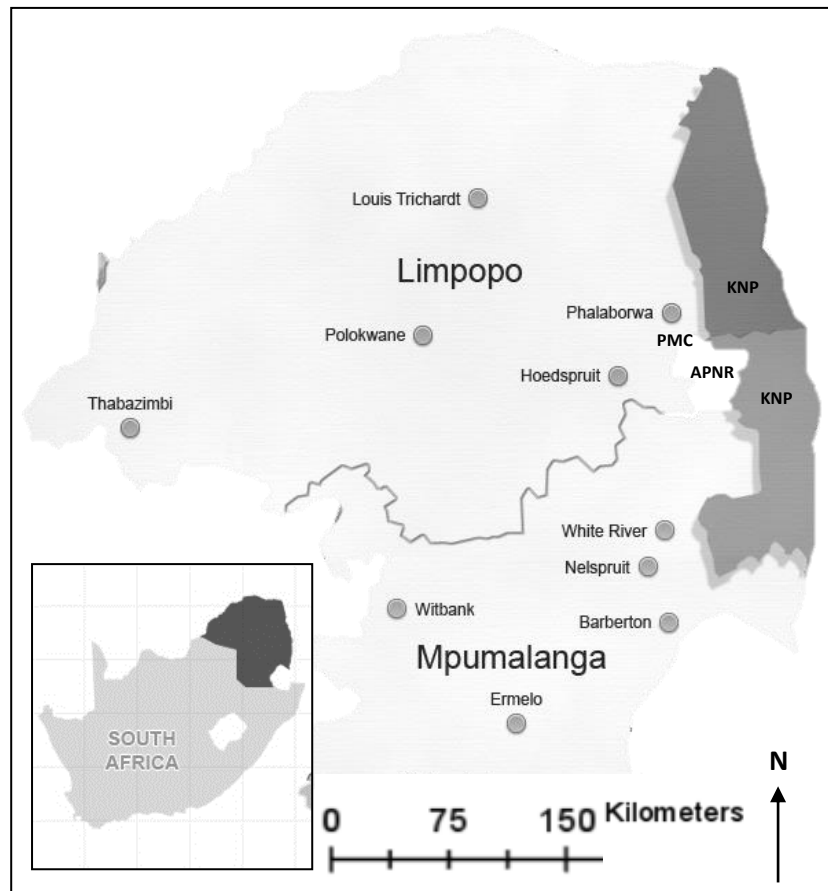 Louis Trichardt
Limpopo
KNP
Phalaborwa
Polokwane
PMC
APNR
Hoedspruit
KNP
Thabazimbi
White River
Nelspruit
Witbank
Barberton
Mpumalanga
Ermelo
SOUTH
AFRICA
N
0 75 150 Kilometers